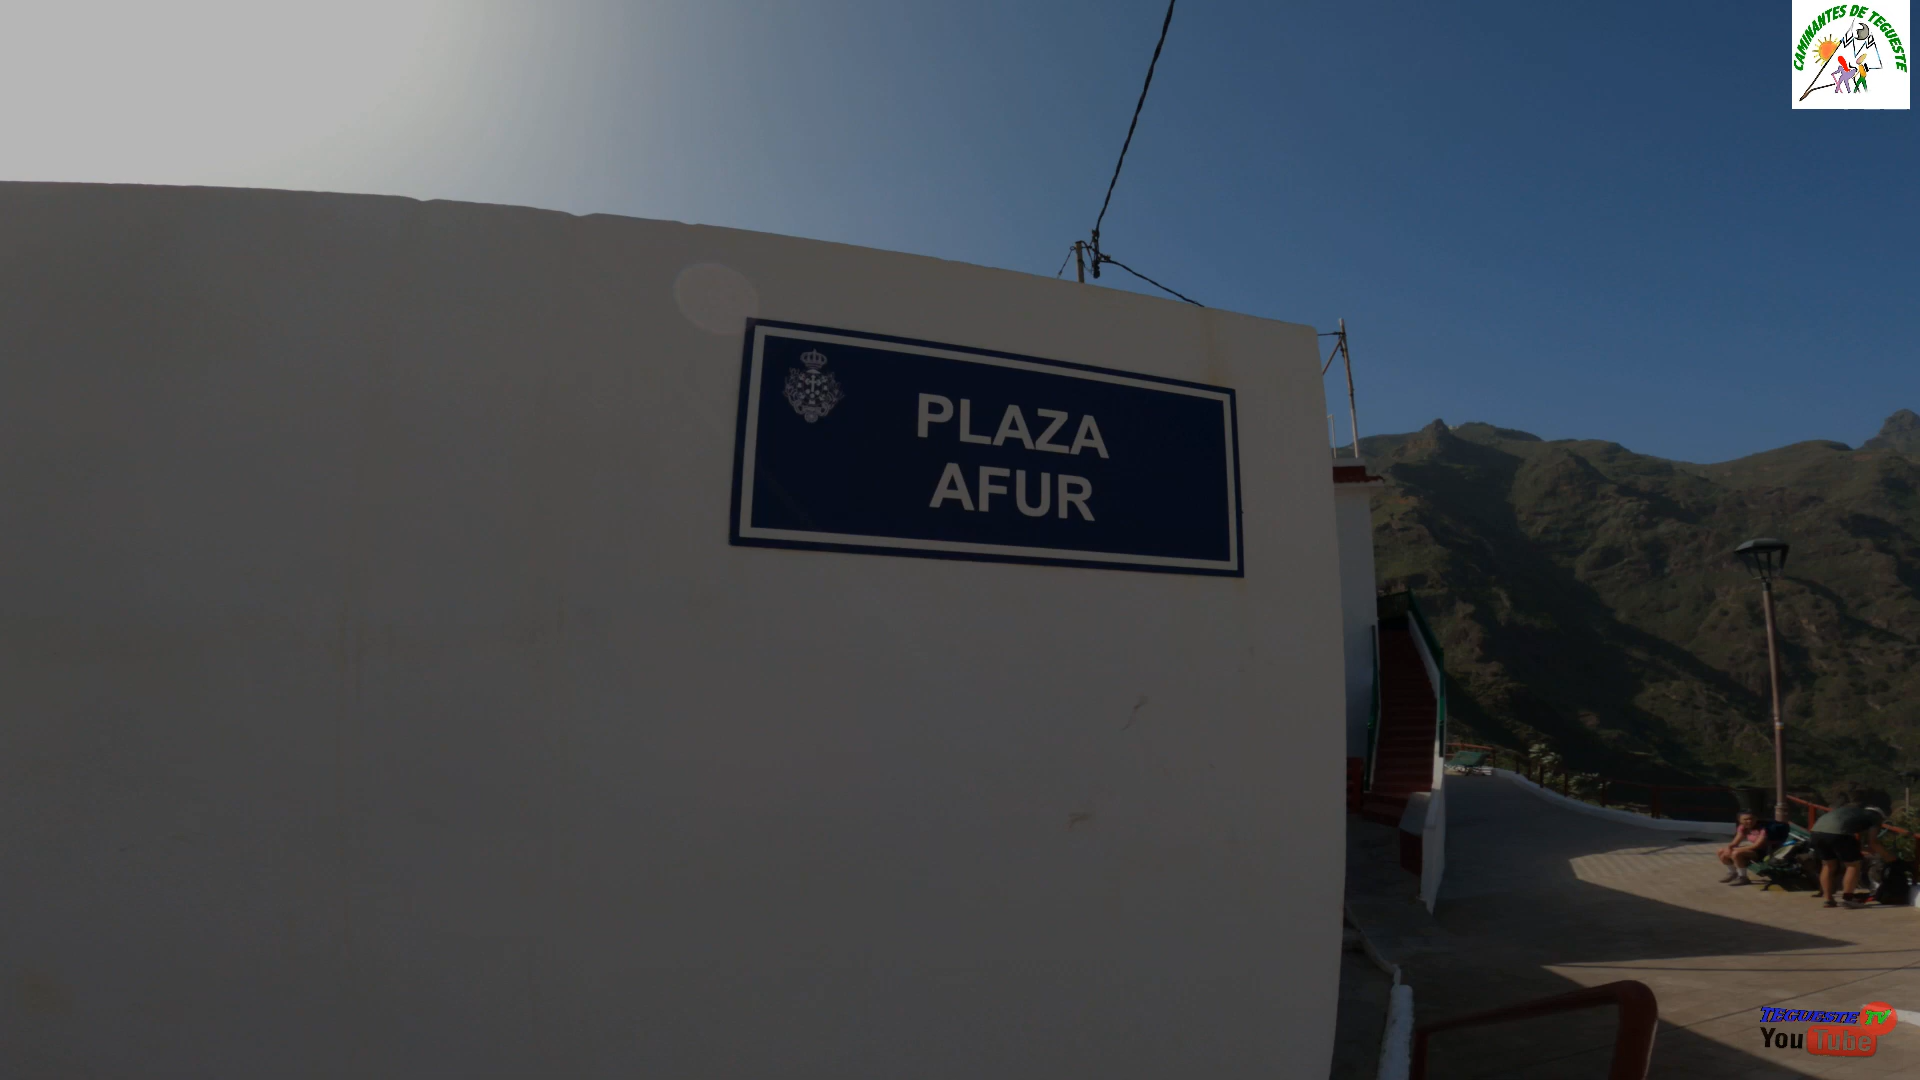 CAMINANTES DE TEGUESTE
PLAZA
AFUR
TEGUESTE TV
YouTube